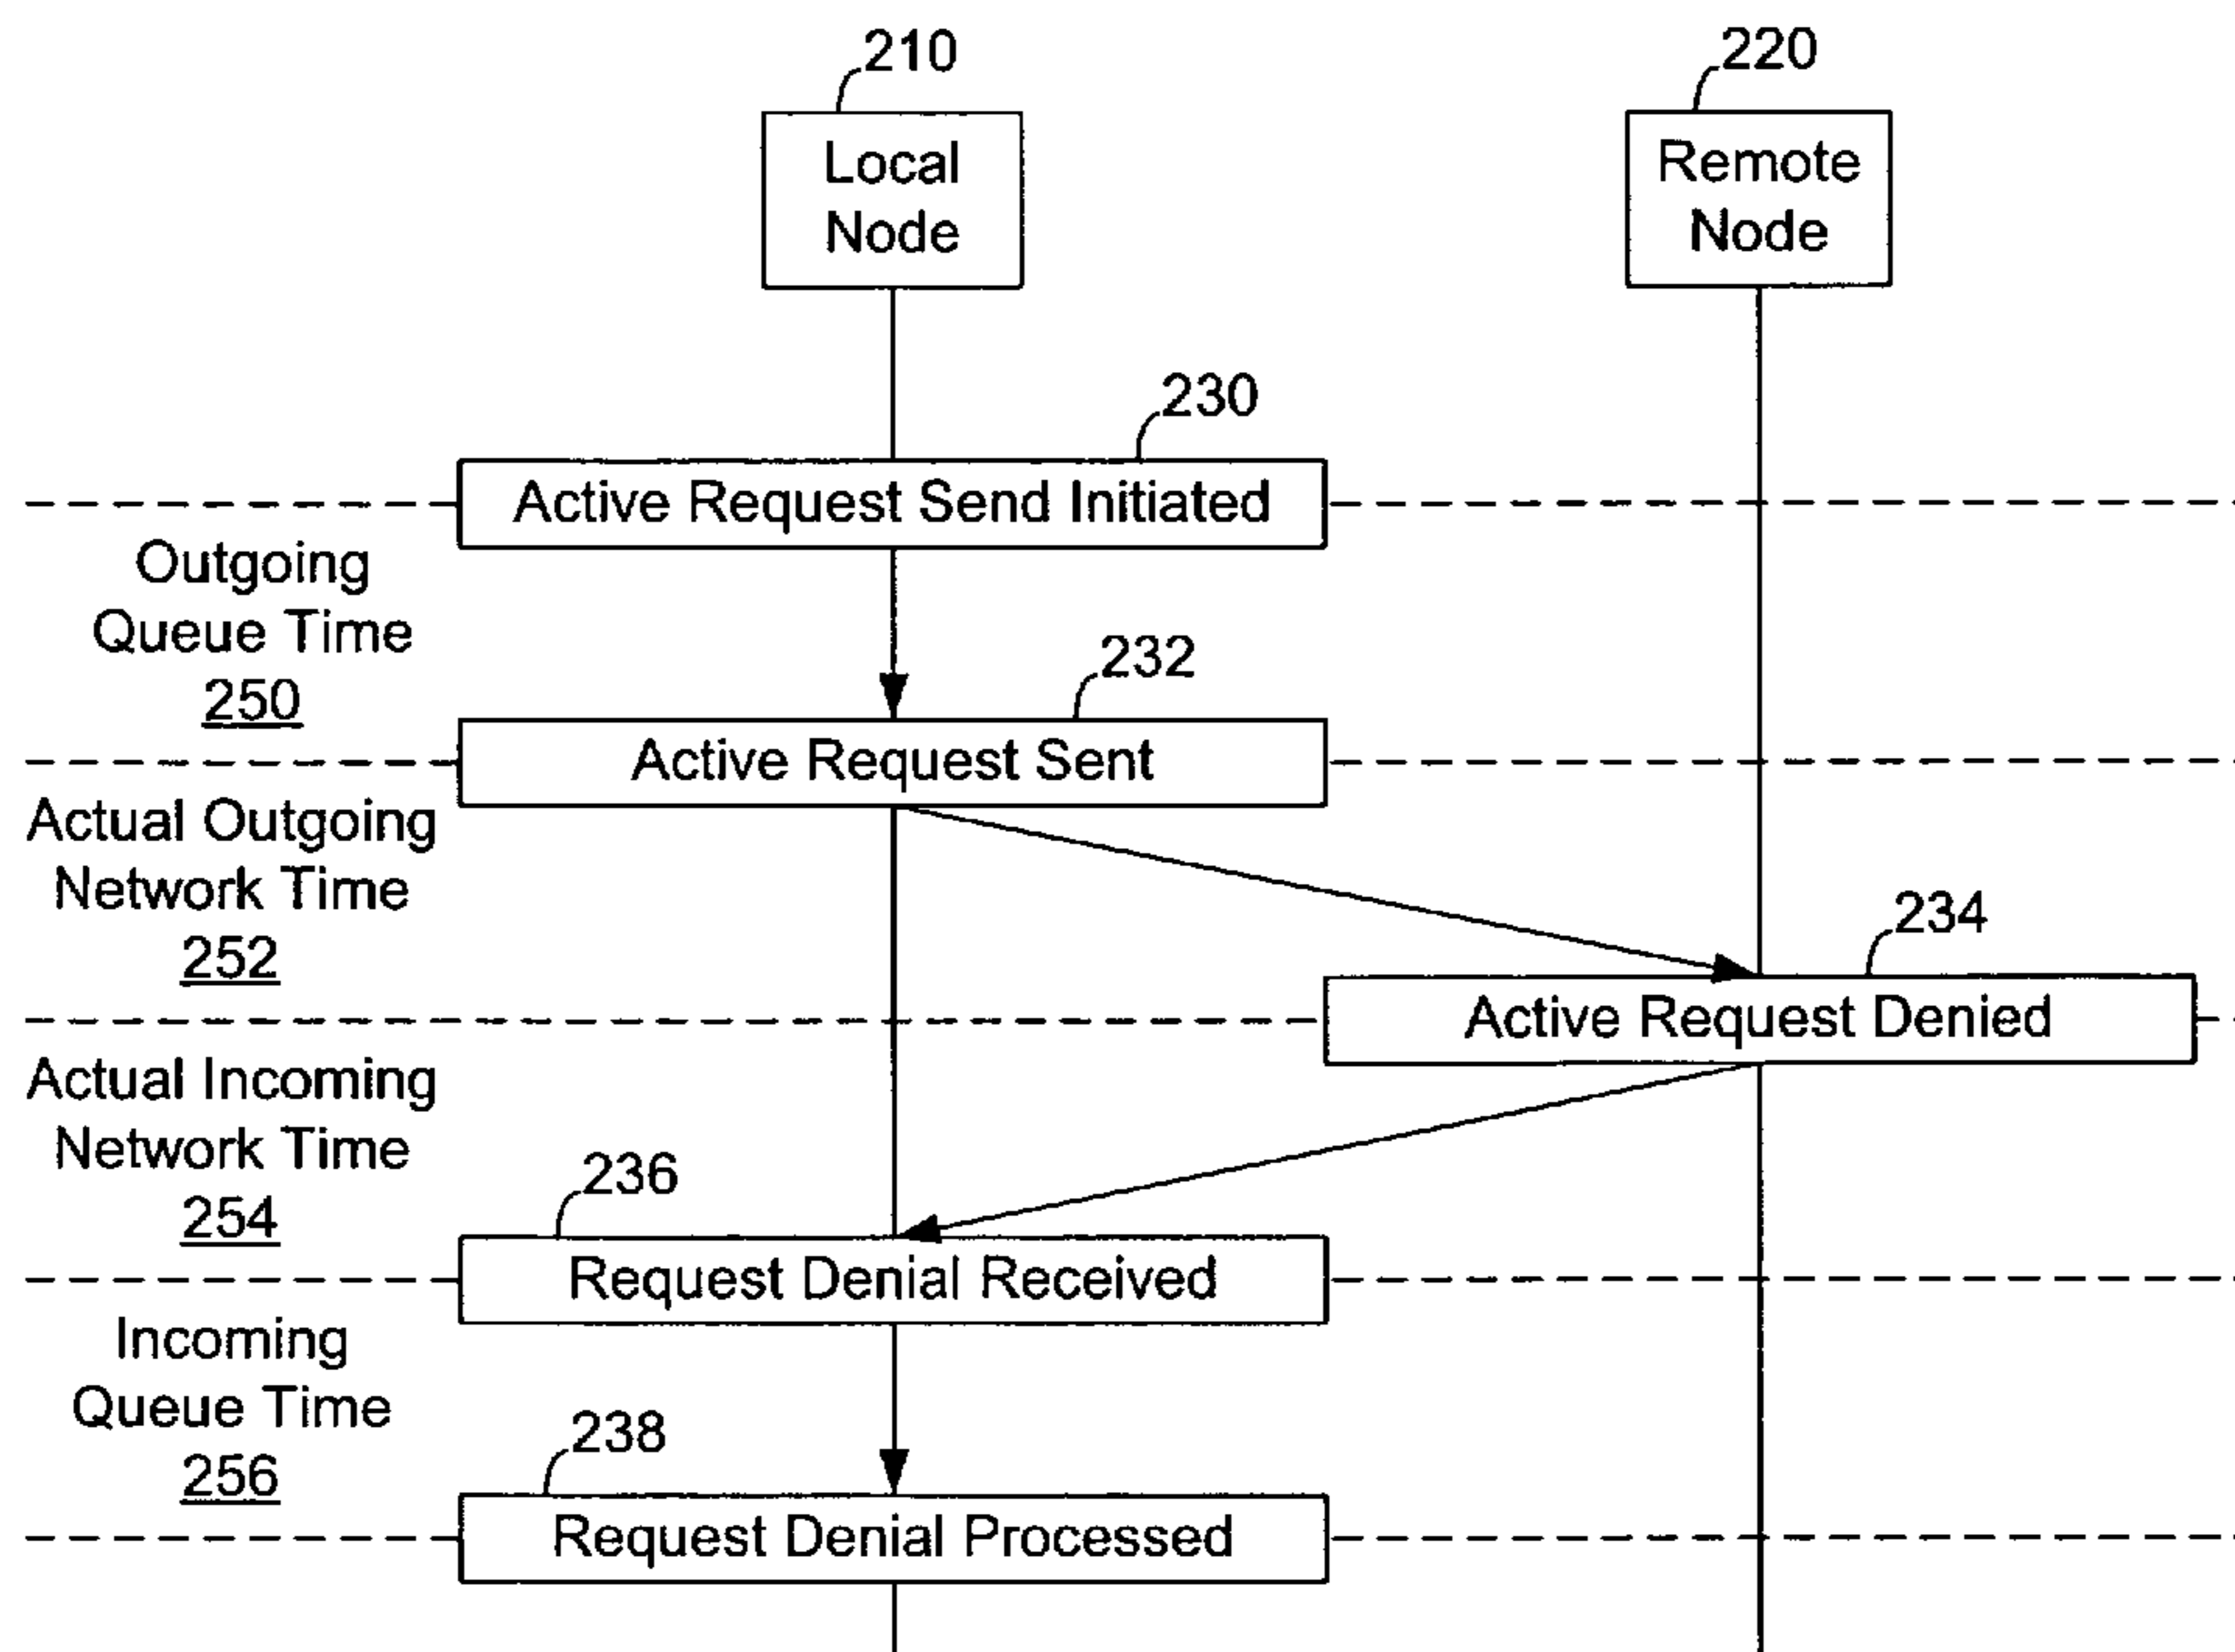 210
220
Local
Node
Remote
Node
230
Active Request Send Initiated
Outgoing
Queue Time
250
232
Active Request Sent
Actual Outgoing
Network Time
252
234
Active Request Denied
Actual Incoming
Network Time
254
236
Request Denial Received
Incoming
Queue Time
256
238
Request Denial Processed